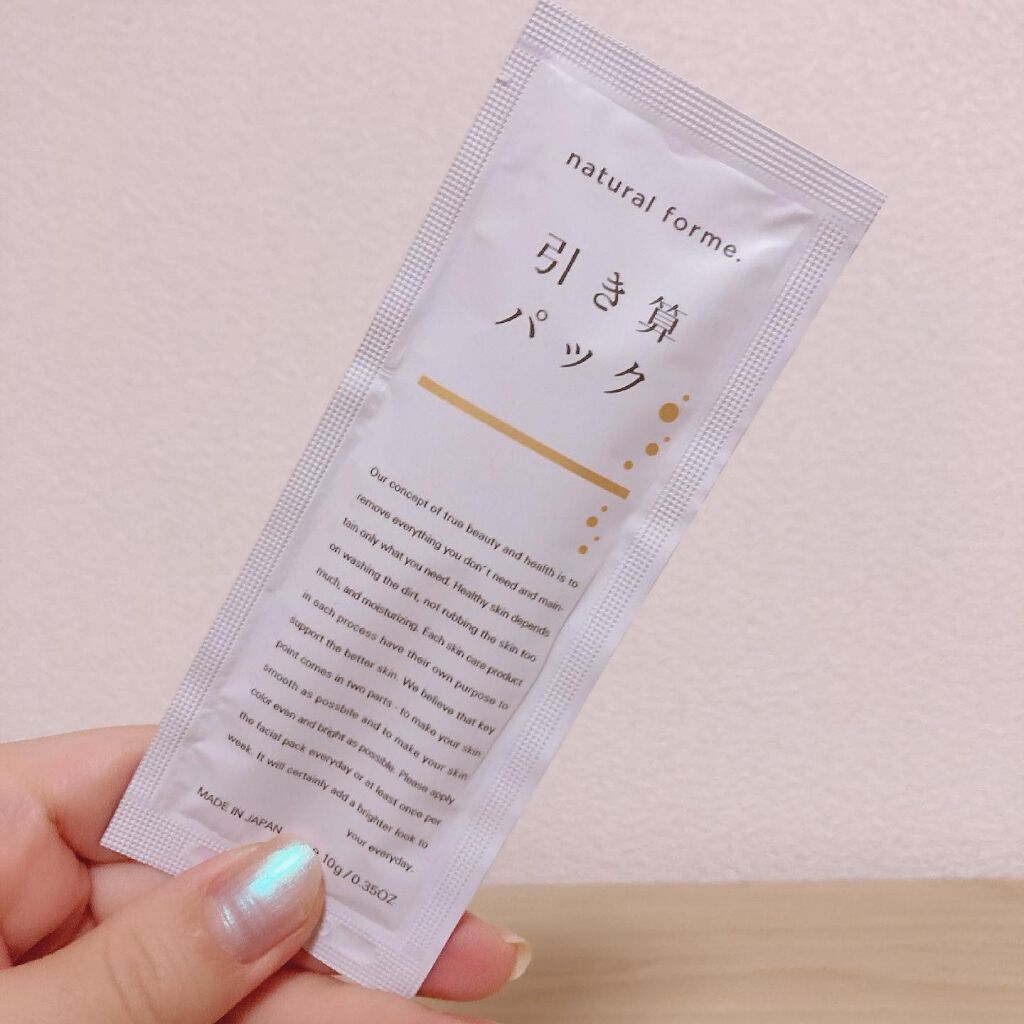 natural forme.
引き算
パック
Our concept of true beauty and health is to
remove everything you don't need and main-
tain only what you need. Healthy skin depends
on washing the dirt, not rubbing the skin too
much, and moisturizing. Each skin care product
in each process have their own purpose to
support the better skin. We believe that key
point comes in two parts - to make your skin
smooth as possbile and to make your skin
color even and bright as possible. Please apply
the facial pack everyday or at least once per
week. It will certainly add a brighter look to
your everyday.
MADE IN JAPAN
10g / 0.35OZ